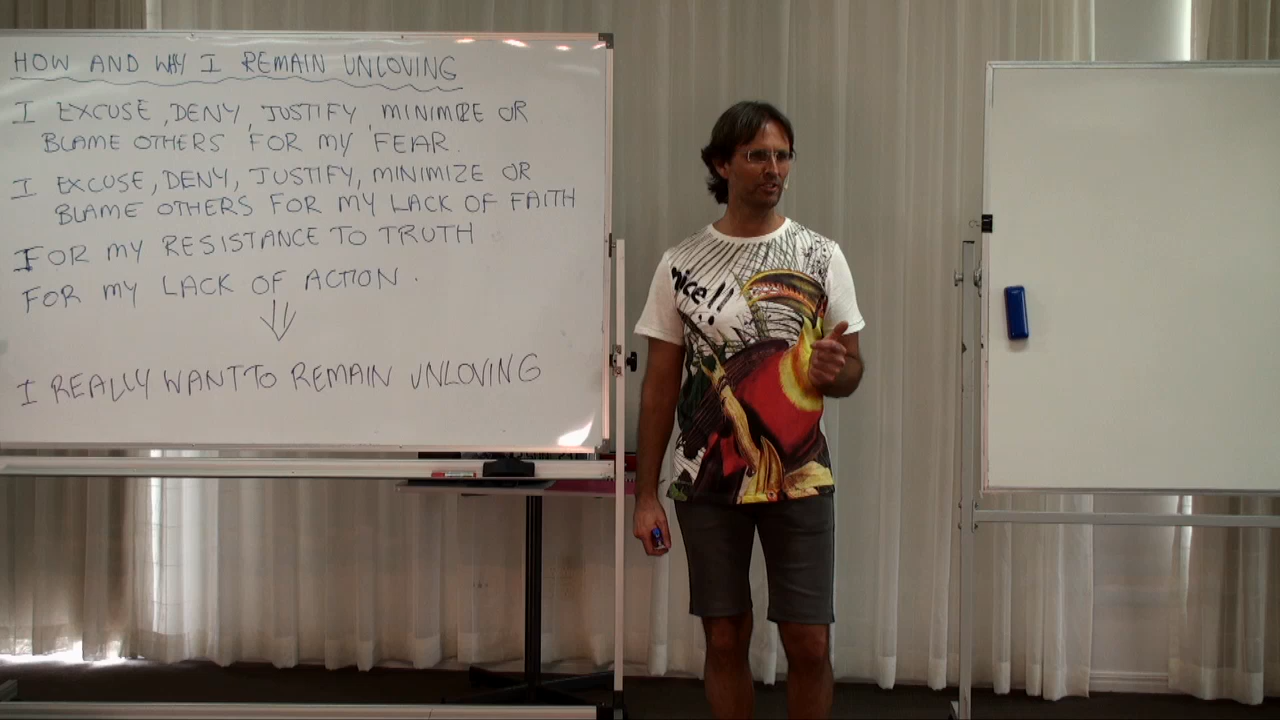 HOW AND WHY I REMAIN UNLOVING
I EXCUSE, DENY, JUSTIFY, MINIMIZE OR
BLAME OTHERS FOR MY FEAR.
I EXCUSE, DENY, JUSTIFY, MINIMIZE OR
BLAME OTHERS FOR MY LACK OF FAITH
FOR MY RESISTANCE TO TRUTH
FOR MY LACK OF ACTION.
I REALLY WANT TO REMAIN UNLOVING
nice!!